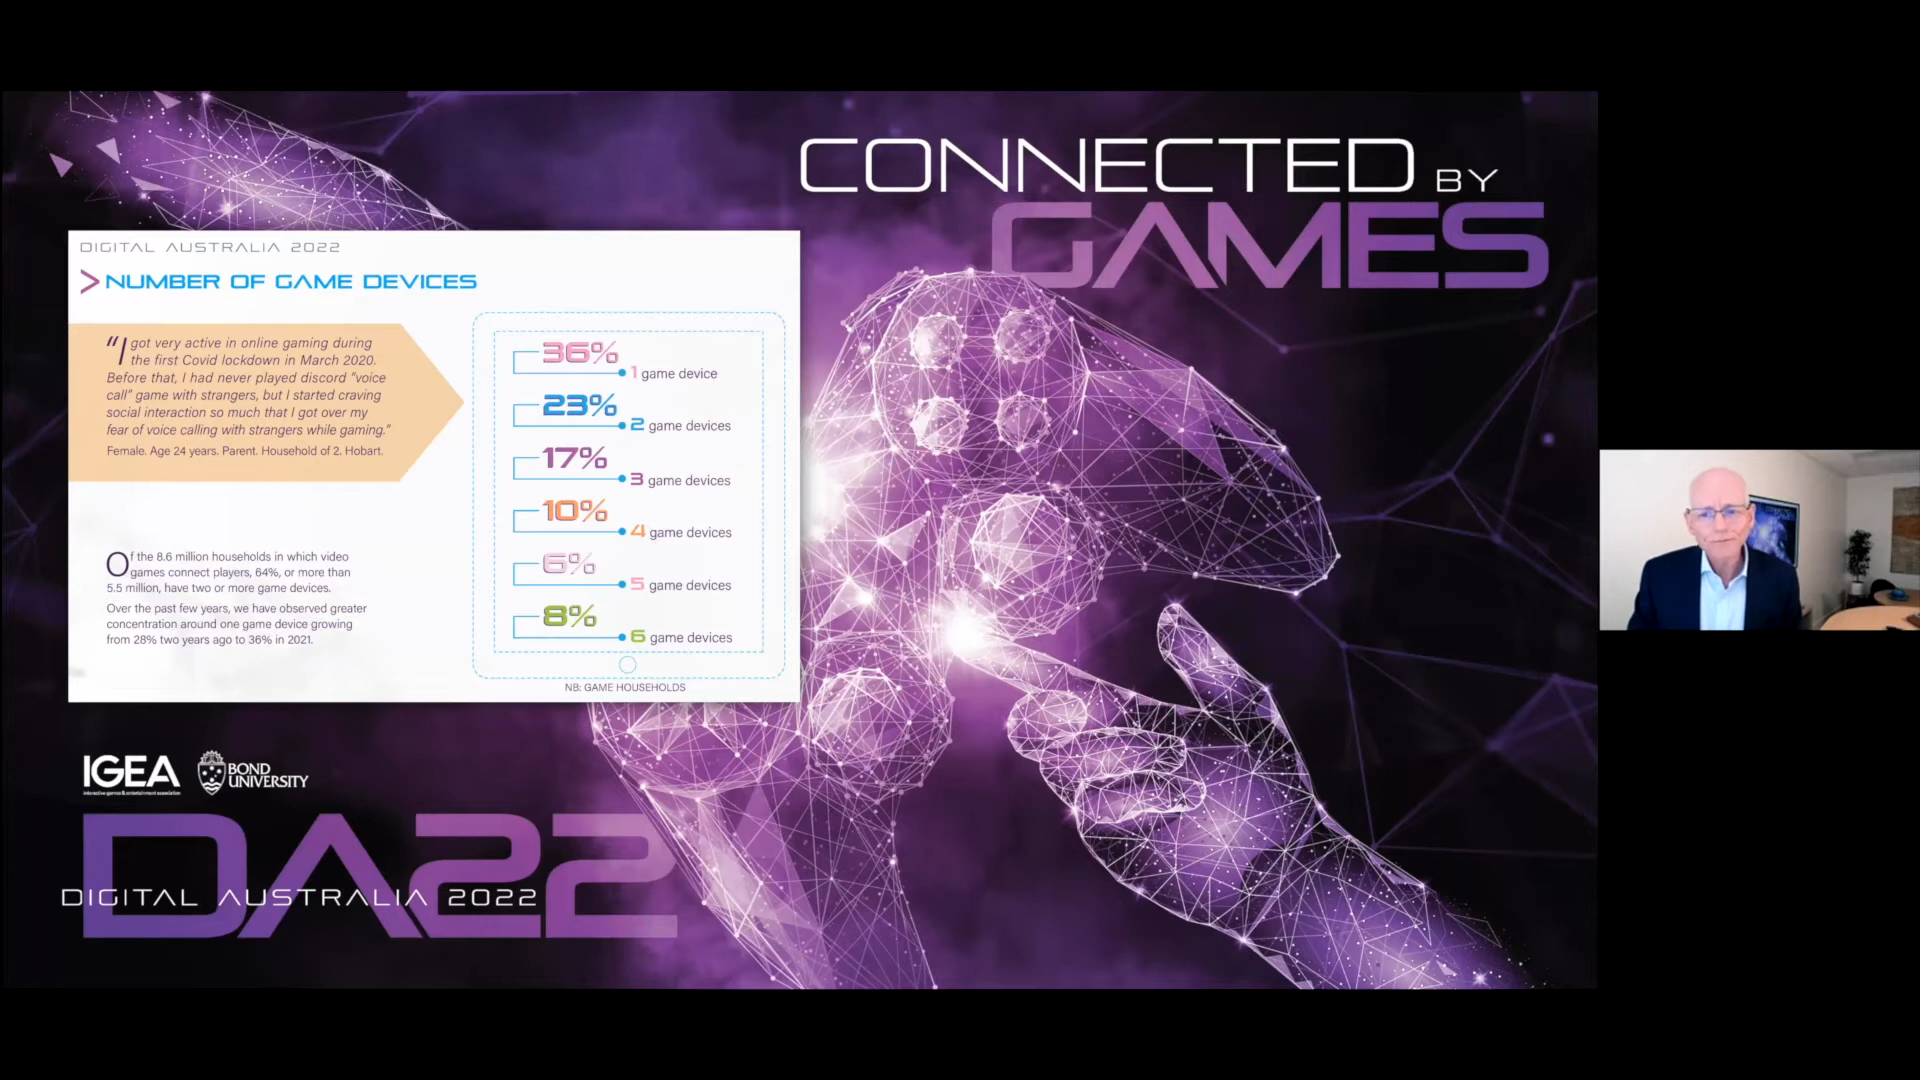 CONNECTED BY
GAMES
DIGITAL AUSTRALIA 2022
> NUMBER OF GAME DEVICES
“I got very active in online gaming during
the first Covid lockdown in March 2020.
Before that, I had never played discord “voice
call” game with strangers, but I started craving
social interaction so much that I got over my
fear of voice calling with strangers while gaming.”
Female. Age 24 years. Parent. Household of 2. Hobart.
Of the 8.6 million households in which video
games connect players, 64%, or more than
5.5 million, have two or more game devices.
Over the past few years, we have observed greater
concentration around one game device growing
from 28% two years ago to 36% in 2021.
36%
1 game device
23%
2 game devices
17%
3 game devices
10%
4 game devices
6%
5 game devices
8%
6 game devices
NB: GAME HOUSEHOLDS
IGEA
interactive games & entertainment association
BOND
UNIVERSITY
DA22
DIGITAL AUSTRALIA 2022